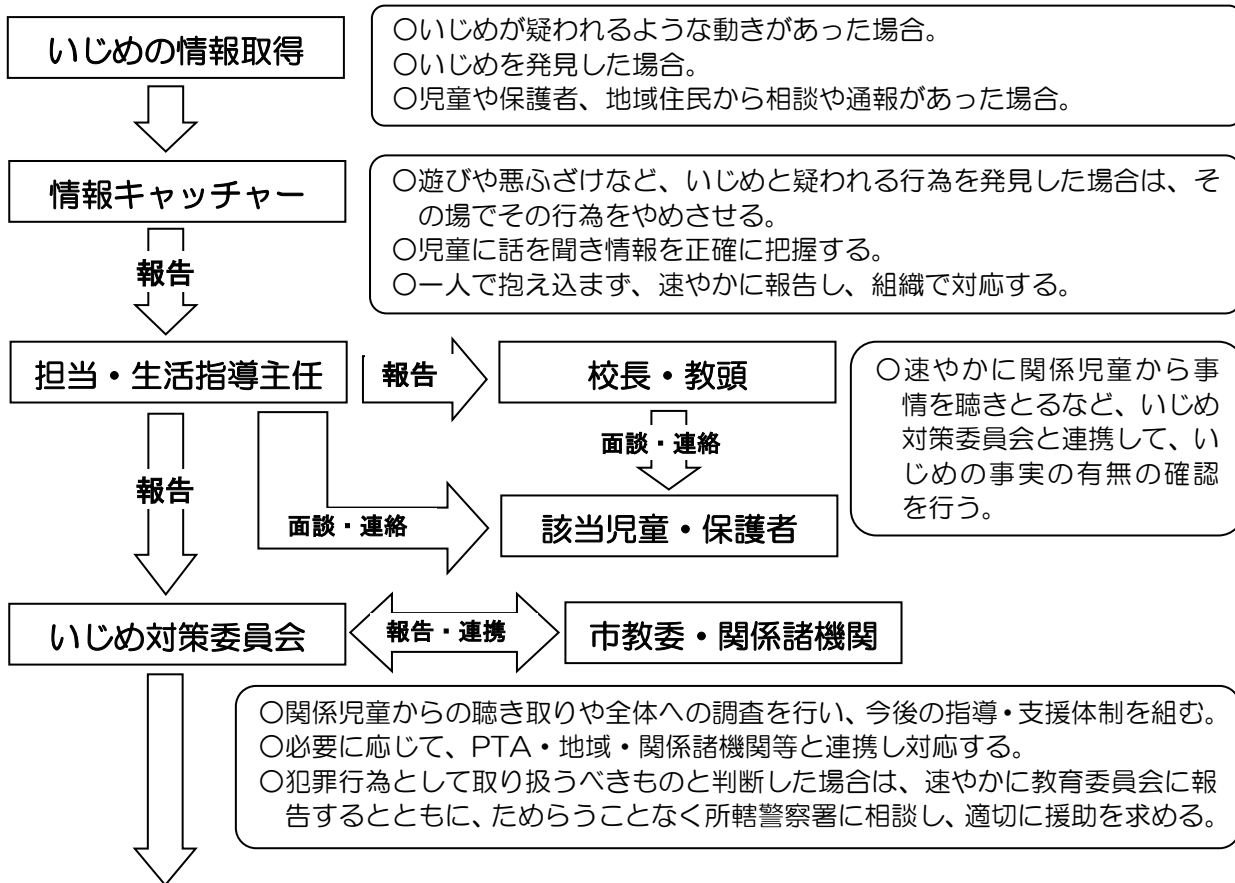 いじめの情報取得
○いじめが疑われるような動きがあった場合。
○いじめを発見した場合。
○児童や保護者、地域住民から相談や通報があった場合。
情報キャッチャー
○遊びや悪ふざけなど、いじめと疑われる行為を発見した場合は、そ
の場でその行為をやめさせる。
○児童に話を聞き情報を正確に把握する。
○一人で抱え込まず、速やかに報告し、組織で対応する。
報告
担当・生活指導主任
報告
校長・教頭
○速やかに関係児童から事
情を聴きとるなど、いじめ
対策委員会と連携して、い
じめの事実の有無の確認
を行う。
面談・連絡
報告
面談・連絡
該当児童・保護者
いじめ対策委員会
報告・連携
市教委・関係諸機関
○関係児童からの聴き取りや全体への調査を行い、今後の指導・支援体制を組む。
○必要に応じて、PTA・地域・関係諸機関等と連携し対応する。
○犯罪行為として取り扱うべきものと判断した場合は、速やかに教育委員会に報
告するとともに、ためらうことなく所轄警察署に相談し、適切に援助を求める。